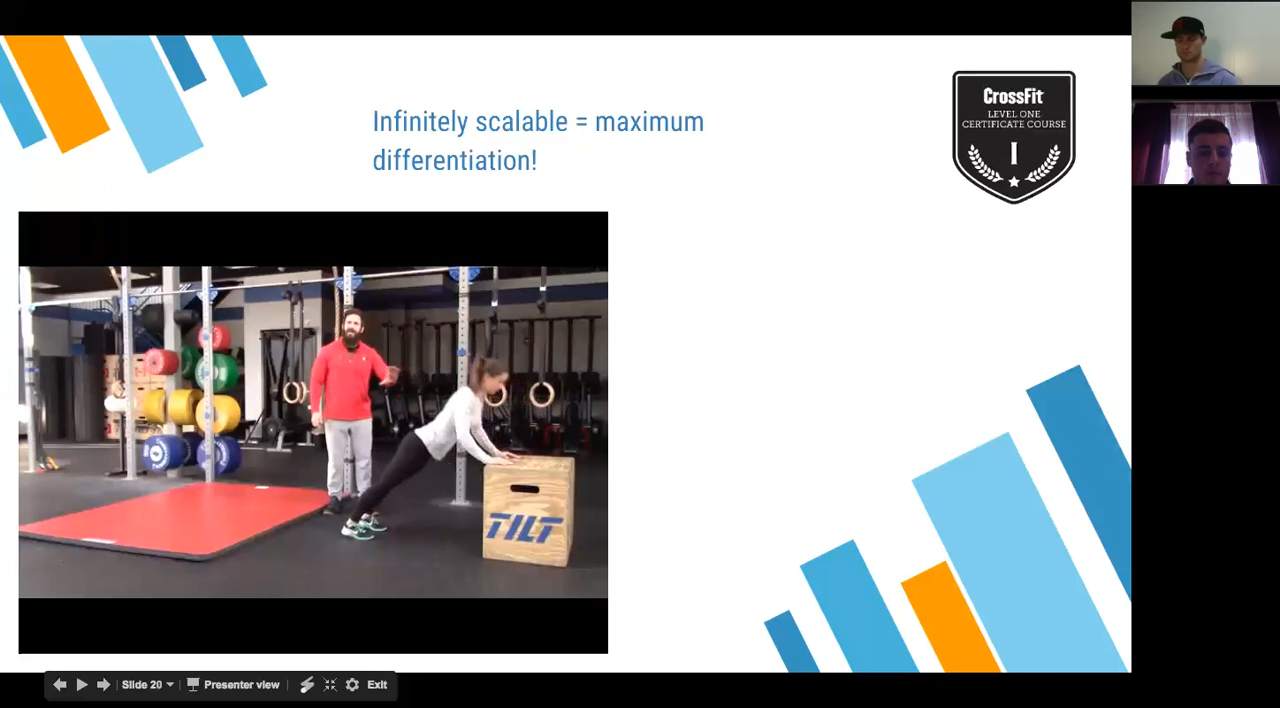 Infinitely scalable = maximum
differentiation!
CrossFit
LEVEL ONE
CERTIFICATE COURSE
I
TILT
Slide 20
Presenter view
Exit